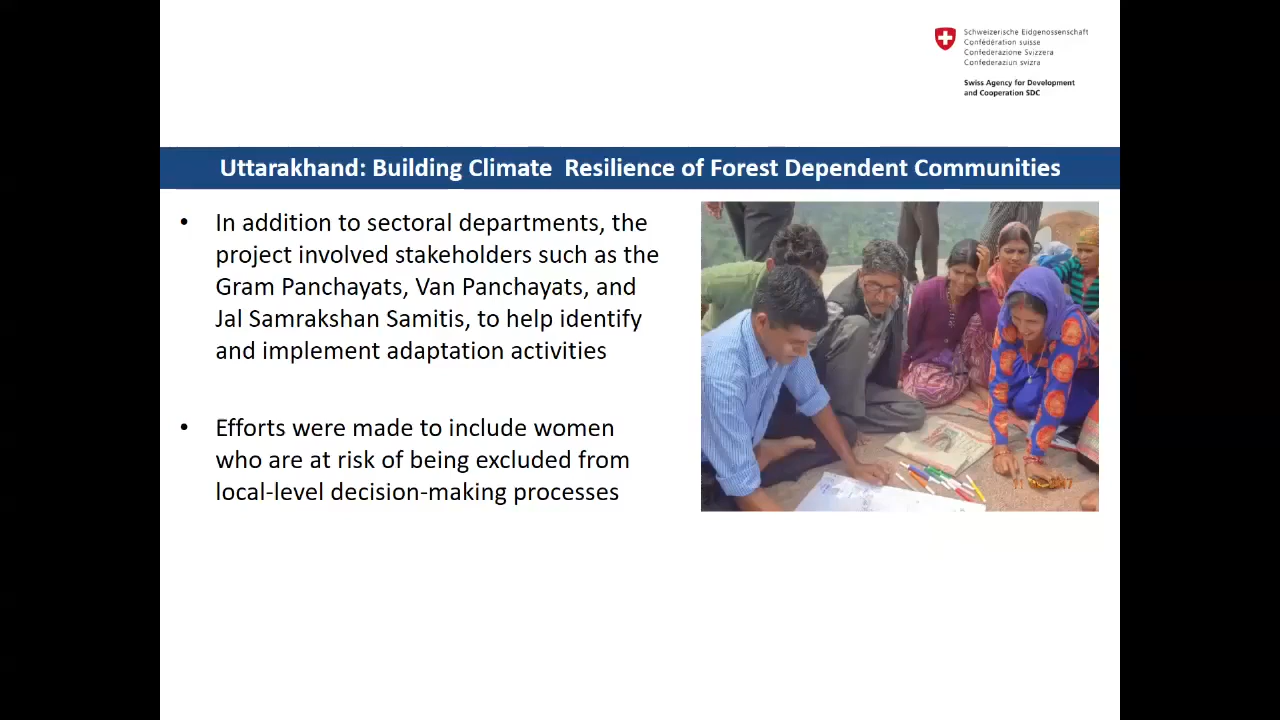 Schweizerische Eidgenossenschaft
Confédération suisse
Confederazione Svizzera
Confederaziun svizra
Swiss Agency for Development
and Cooperation SDC
Uttarakhand: Building Climate  Resilience of Forest Dependent Communities
• In addition to sectoral departments, the
project involved stakeholders such as the
Gram Panchayats, Van Panchayats, and
Jal Samrakshan Samitis, to help identify
and implement adaptation activities
• Efforts were made to include women
who are at risk of being excluded from
local-level decision-making processes